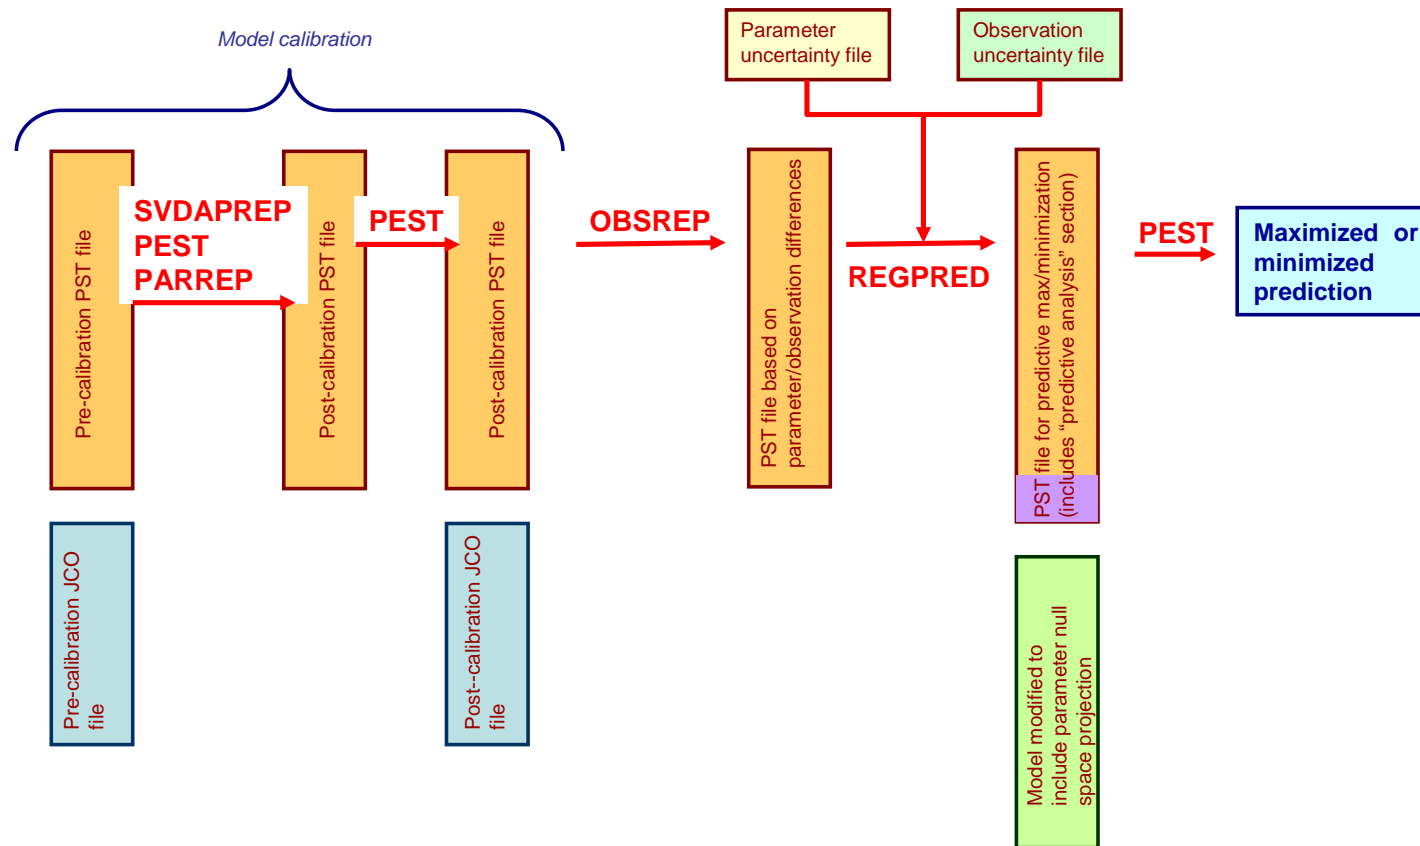 Model calibration
Parameter
uncertainty file
Observation
uncertainty file
Pre-calibration PST file
SVDAPREP
PEST
PARREP
Post-calibration PST file
PEST
Post-calibration PST file
OBSREP
PST file based on
parameter/observation differences
REGPRED
PST file for predictive max/minimization
(includes “predictive analysis” section)
PEST
Maximized or
minimized
prediction
Pre-calibration JCO
file
Post--calibration JCO
file
Model modified to
include parameter null
space projection